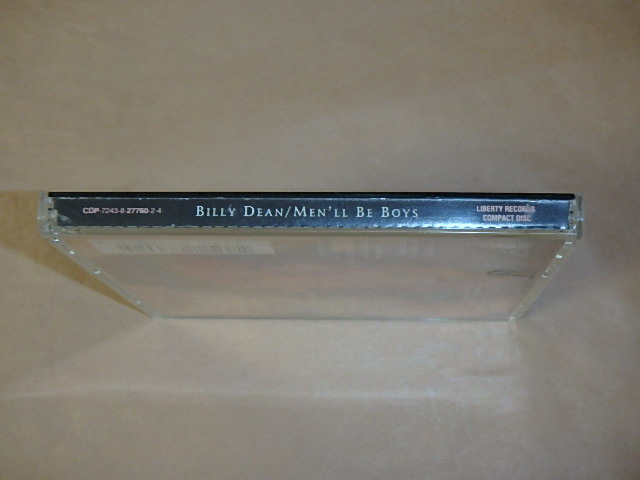 CDP-7243-8-27760-2-4
BILLY DEAN/MEN'LL BE BOYS
LIBERTY RECORDS
COMPACT DISC